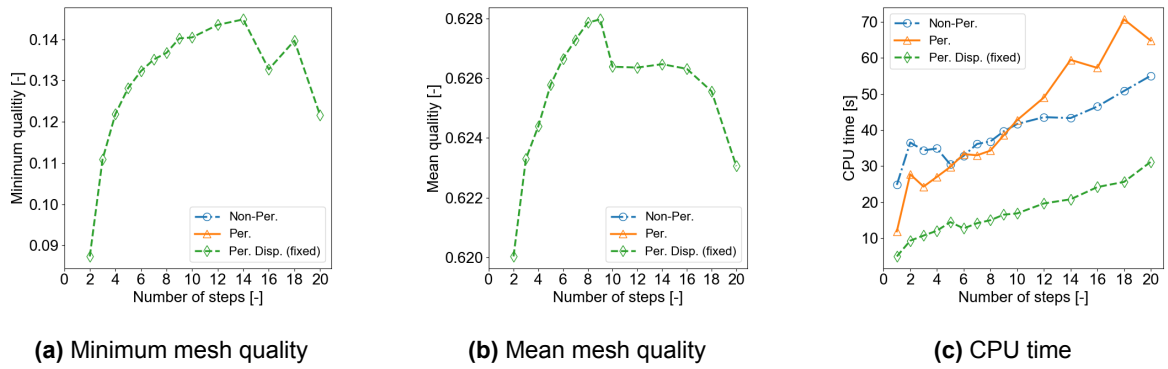 0.14
0.13
0.12
0.11
0.10
0.09
Minimum qualitiy [-]
Non-Per.
Per.
Per. Disp. (fixed)
0 2 4 6 8 10 12 14 16 18 20
Number of steps [-]
(a) Minimum mesh quality
0.628
0.626
0.624
0.622
0.620
Mean qualitiy [-]
Non-Per.
Per.
Per. Disp. (fixed)
0 2 4 6 8 10 12 14 16 18 20
Number of steps [-]
(b) Mean mesh quality
70
60
50
40
30
20
10
CPU time [s]
Non-Per.
Per.
Per. Disp. (fixed)
0 2 4 6 8 10 12 14 16 18 20
Number of steps [-]
(c) CPU time